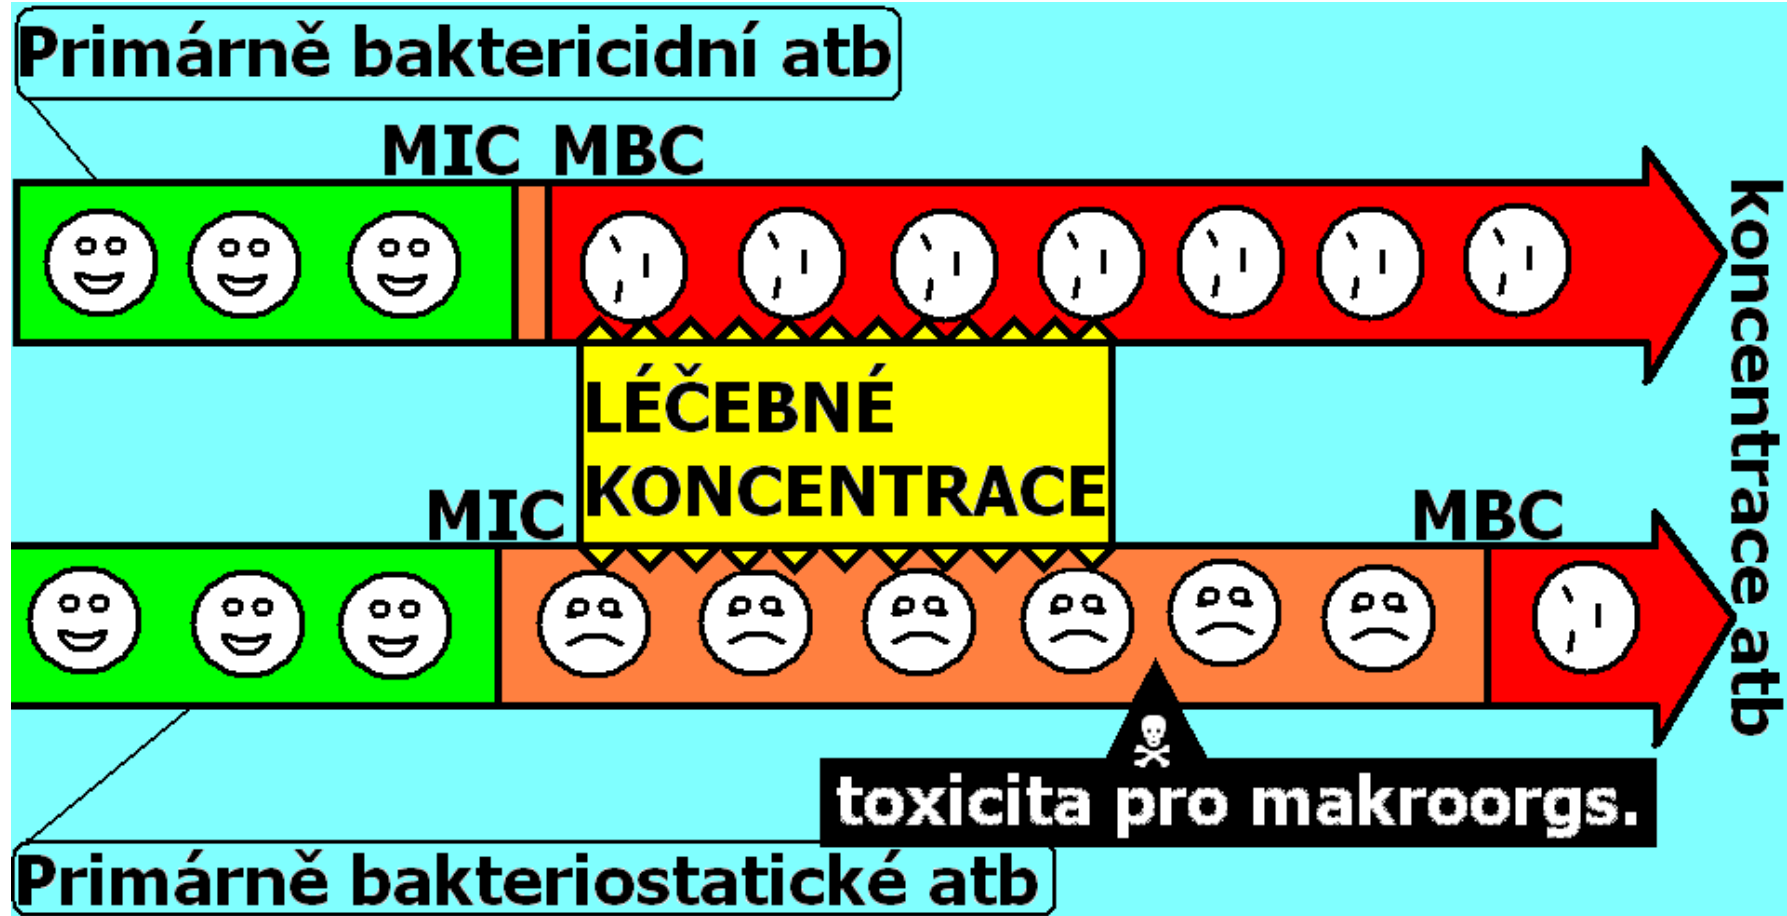 Primárně baktericidní atb
MIC MBC
koncentrace atb
LÉČEBNÉ
KONCENTRACE
MIC
MBC
toxicita pro makroorgs.
Primárně bakteriostatické atb